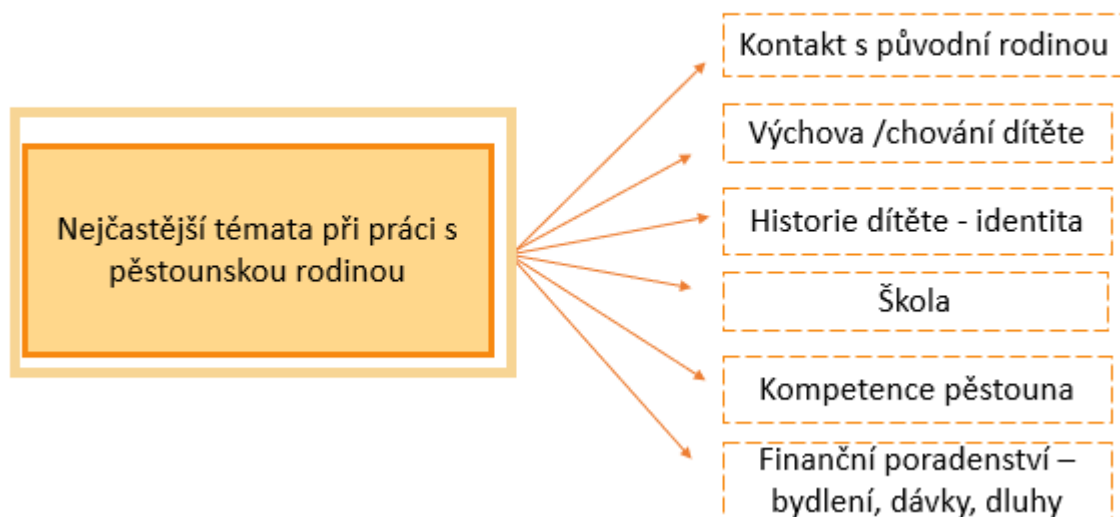 Kontakt s původní rodinou
Výchova /chování dítěte
Nejčastější témata při práci s
pěstounskou rodinou
Historie dítěte - identita
Škola
Kompetence pěstouna
Finanční poradenství –
bydlení, dávky, dluhy